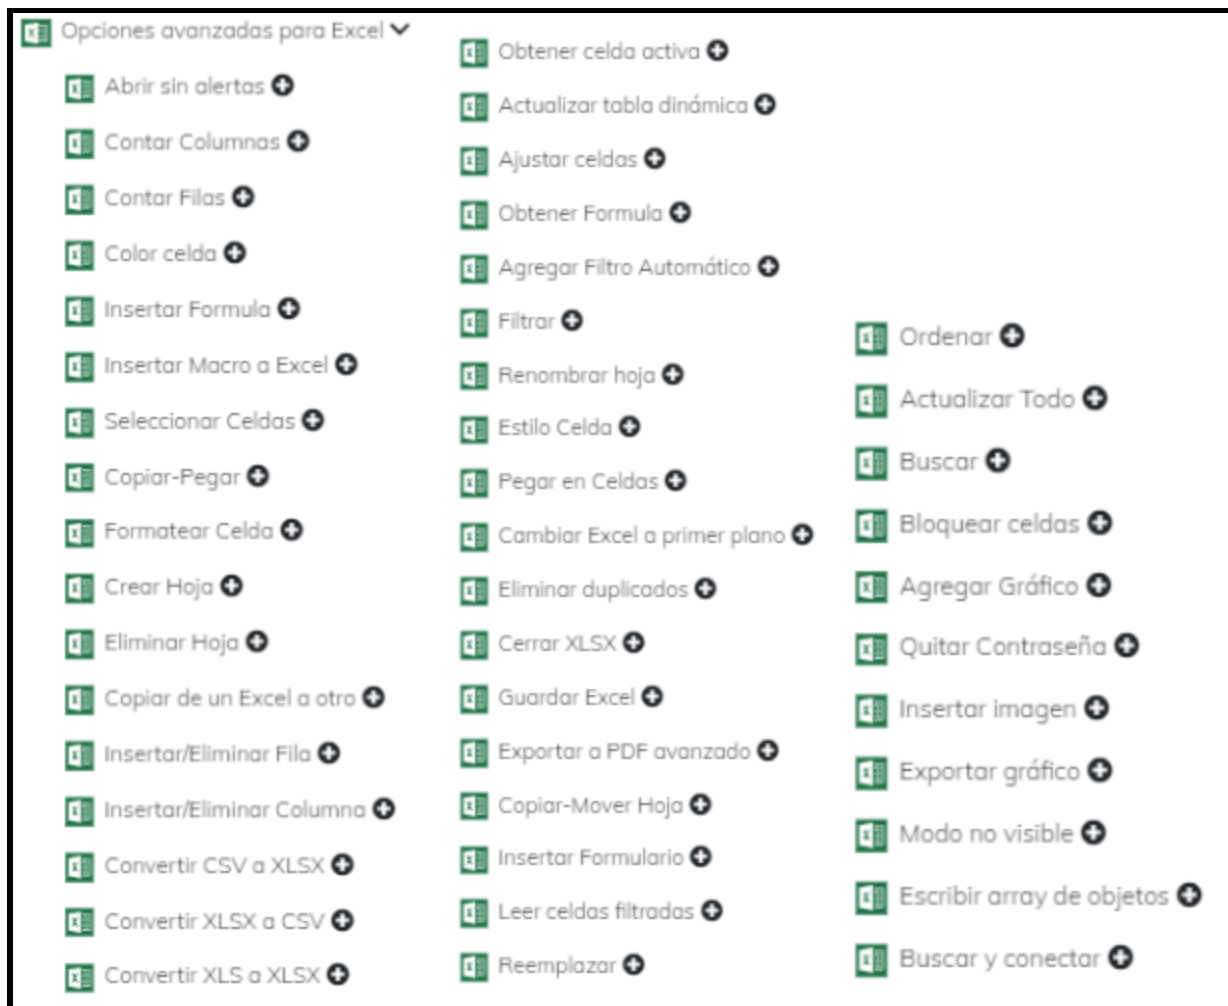 Opciones avanzadas para Excel
Abrir sin alertas
Contar Columnas
Contar Filas
Color celda
Insertar Formula
Insertar Macro a Excel
Seleccionar Celdas
Copiar-Pegar
Formatear Celda
Crear Hoja
Eliminar Hoja
Copiar de un Excel a otro
Insertar/Eliminar Fila
Insertar/Eliminar Columna
Convertir CSV a XLSX
Convertir XLSX a CSV
Convertir XLS a XLSX
Obtener celda activa
Actualizar tabla dinámica
Ajustar celdas
Obtener Formula
Agregar Filtro Automático
Filtrar
Renombrar hoja
Estilo Celda
Pegar en Celdas
Cambiar Excel a primer plano
Eliminar duplicados
Cerrar XLSX
Guardar Excel
Exportar a PDF avanzado
Copiar-Mover Hoja
Insertar Formulario
Leer celdas filtradas
Reemplazar
Ordenar
Actualizar Todo
Buscar
Bloquear celdas
Agregar Gráfico
Quitar Contraseña
Insertar imagen
Exportar gráfico
Modo no visible
Escribir array de objetos
Buscar y conectar